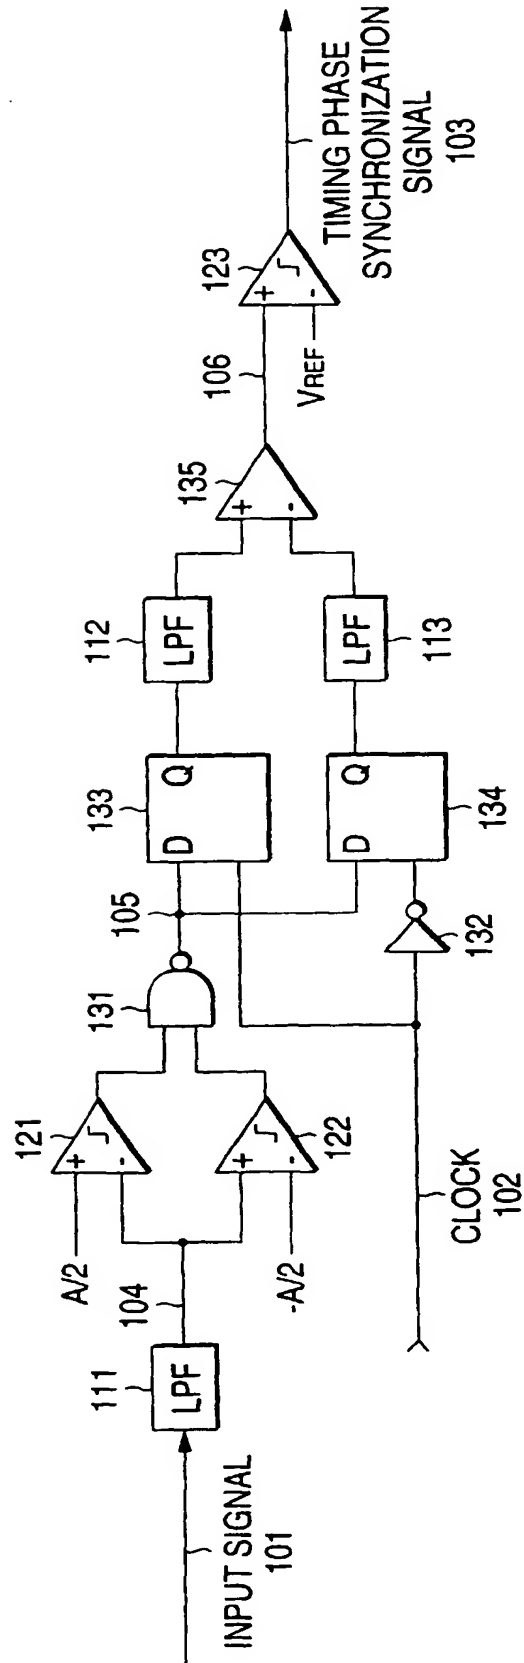 INPUT SIGNAL
101
111
LPF
104
A/2
-A/2
121
+
-
122
+
-
131
105
CLOCK
102
132
133
D
Q
134
D
Q
112
LPF
113
LPF
135
+
-
106
VREF
123
+
-
TIMING PHASE
SYNCHRONIZATION
SIGNAL
103